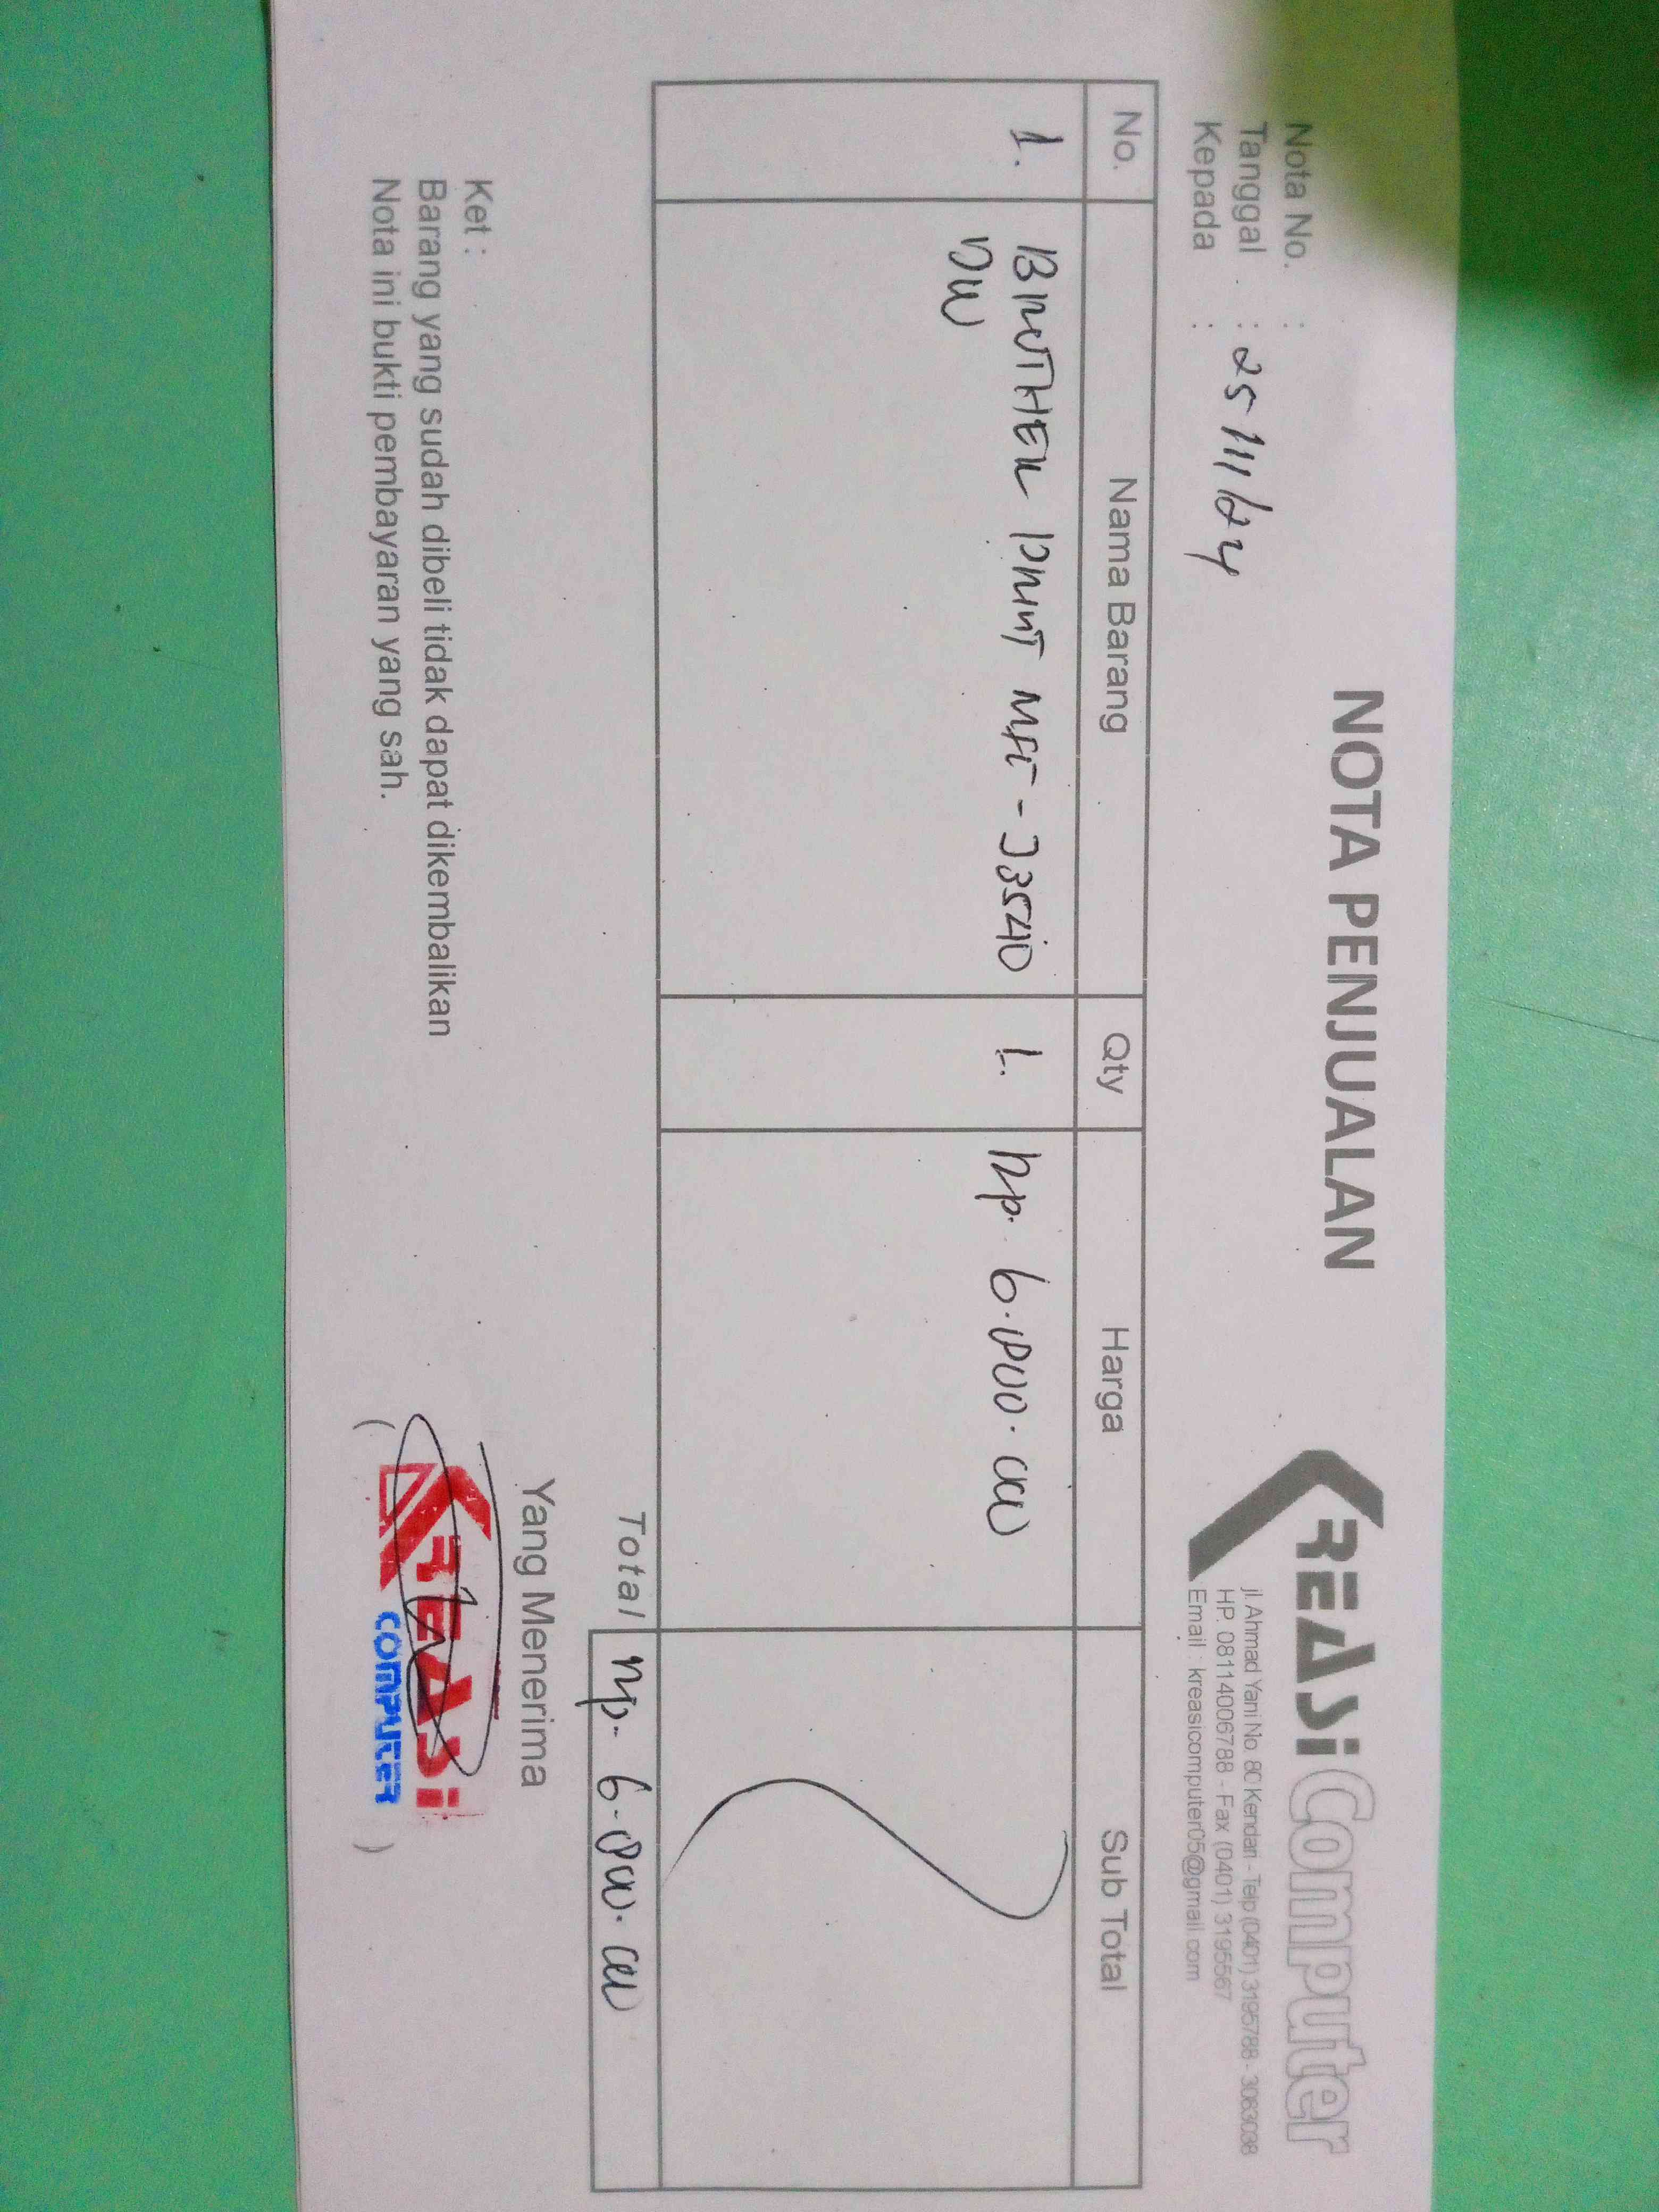 NOTA PENJUALAN
KREASi Computer
jl Ahmad Yani No. 80 Kendari - Telp (0401) 3195788 - 3063038
HP. 08114006788 - Fax (0401) 3195567
Email : kreasicomputer05@gmail.com
Nota No. :
Tanggal : 25/11/24
Kepada :
No. Nama Barang Qty Harga Sub Total
1. BROTHER PRINT MFC - J3540 1. Rp. 6.800.000
DW
Total Rp. 6.800.000
Yang Menerima
Ket :
Barang yang sudah dibeli tidak dapat dikembalikan
Nota ini bukti pembayaran yang sah.
( KREASi )
COMPUTER